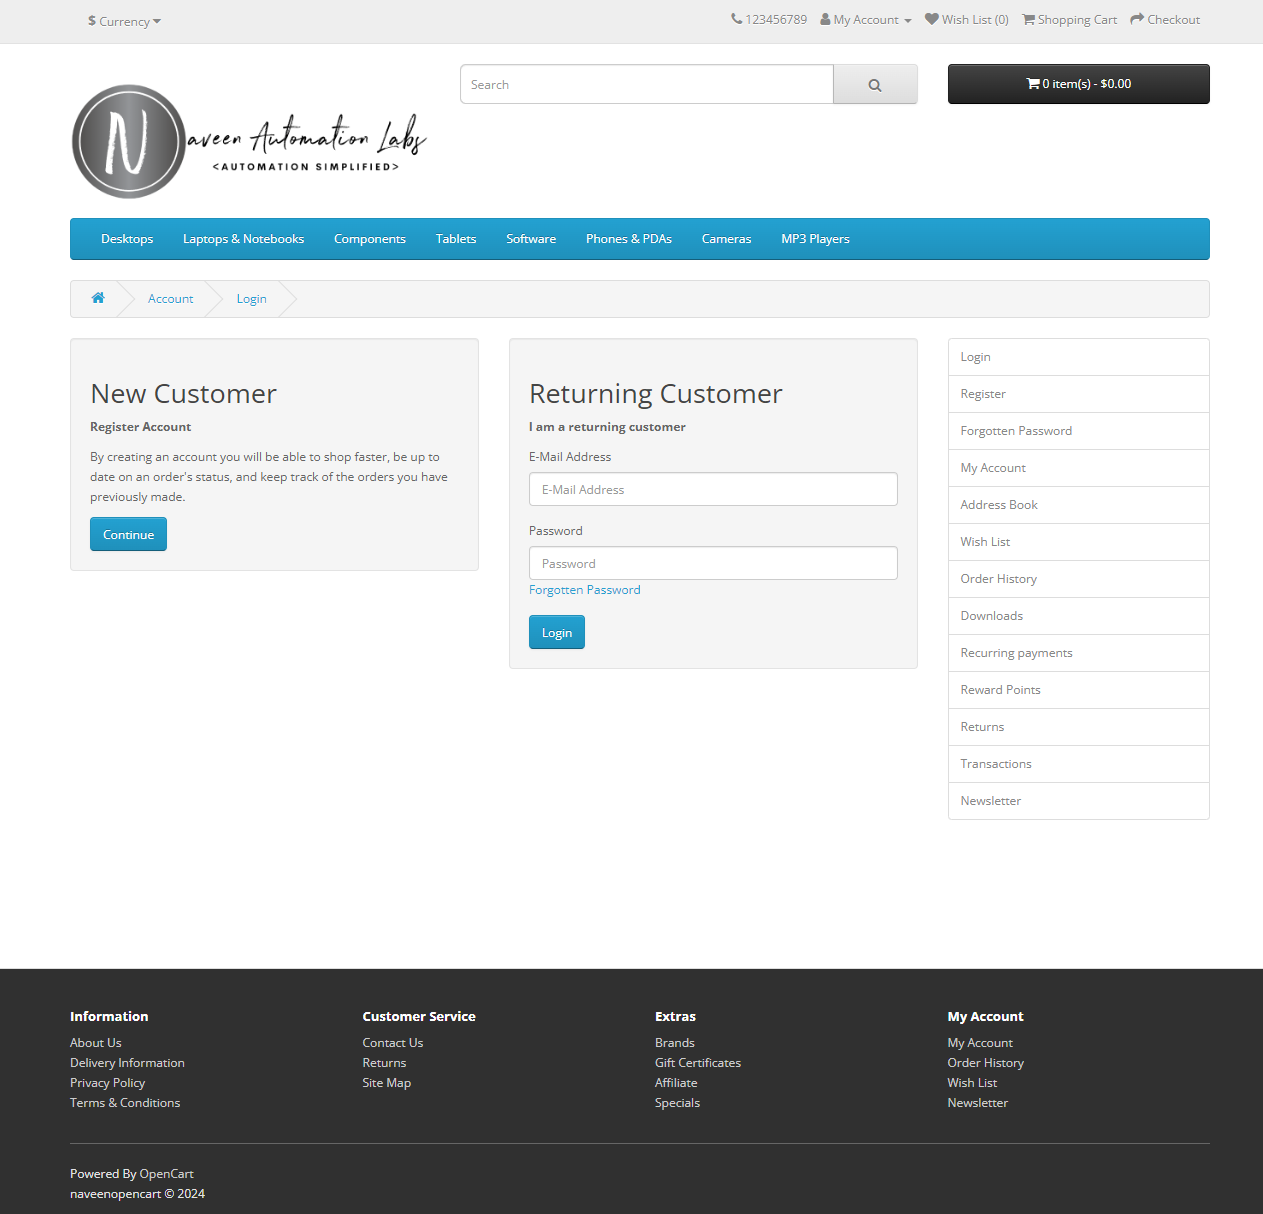 $ Currency
123456789 My Account Wish List (0) Shopping Cart Checkout
Search
0 item(s) - $0.00
N
aveen Automation Labs
<AUTOMATION SIMPLIFIED>
Desktops Laptops & Notebooks Components Tablets Software Phones & PDAs Cameras MP3 Players
Account Login
New Customer
Register Account
By creating an account you will be able to shop faster, be up to
date on an order's status, and keep track of the orders you have
previously made.
Continue
Returning Customer
I am a returning customer
E-Mail Address
E-Mail Address
Password
Password
Forgotten Password
Login
Login
Register
Forgotten Password
My Account
Address Book
Wish List
Order History
Downloads
Recurring payments
Reward Points
Returns
Transactions
Newsletter
Information
About Us
Delivery Information
Privacy Policy
Terms & Conditions
Customer Service
Contact Us
Returns
Site Map
Extras
Brands
Gift Certificates
Affiliate
Specials
My Account
My Account
Order History
Wish List
Newsletter
Powered By OpenCart
naveenopencart © 2024